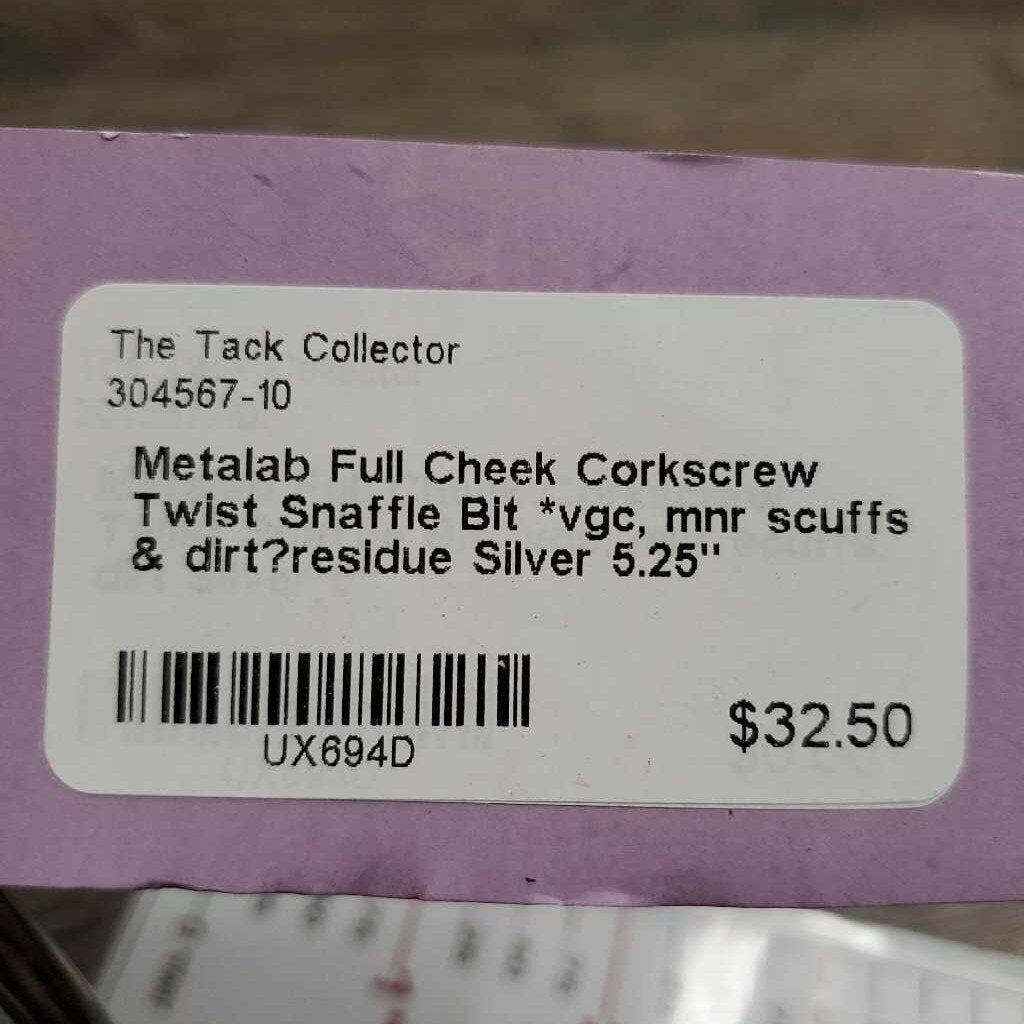 The Tack Collector
304567-10
Metalab Full Cheek Corkscrew
Twist Snaffle Bit *vgc, mnr scuffs
& dirt?residue Silver 5.25"
UX694D
$32.50